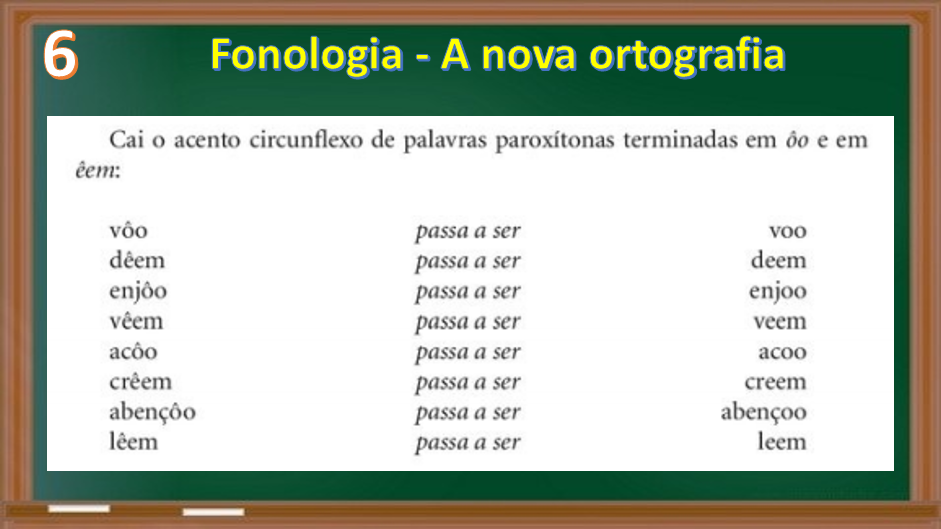 6
Fonologia - A nova ortografia
Cai o acento circunflexo de palavras paroxítonas terminadas em ôo e em
êem:
vôo passa a ser voo
dêem passa a ser deem
enjôo passa a ser enjoo
vêem passa a ser veem
acôo passa a ser acoo
crêem passa a ser creem
abençôo passa a ser abençoo
lêem passa a ser leem